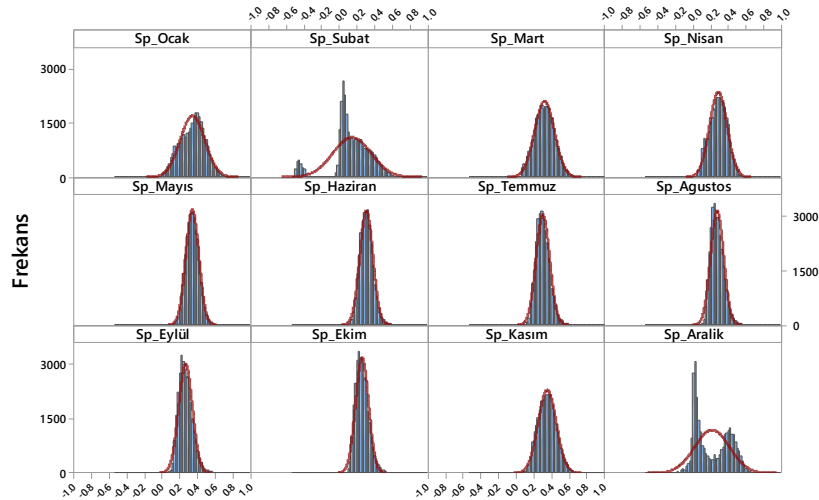 -1.0 -0.8 -0.6 -0.4 -0.2 0.0 0.2 0.4 0.6 0.8 1.0 -1.0 -0.8 -0.6 -0.4 -0.2 0.0 0.2 0.4 0.6 0.8 1.0
Sp_Ocak Sp_Subat Sp_Mart Sp_Nisan
3000
1500
0
Sp_Mayıs Sp_Haziran Sp_Temmuz Sp_Agustos
3000
1500
0
Frekans
Sp_Eylül Sp_Ekim Sp_Kasım Sp_Aralik
3000
1500
0
-1.0 -0.8 -0.6 -0.4 -0.2 0.0 0.2 0.4 0.6 0.8 1.0 -1.0 -0.8 -0.6 -0.4 -0.2 0.0 0.2 0.4 0.6 0.8 1.0